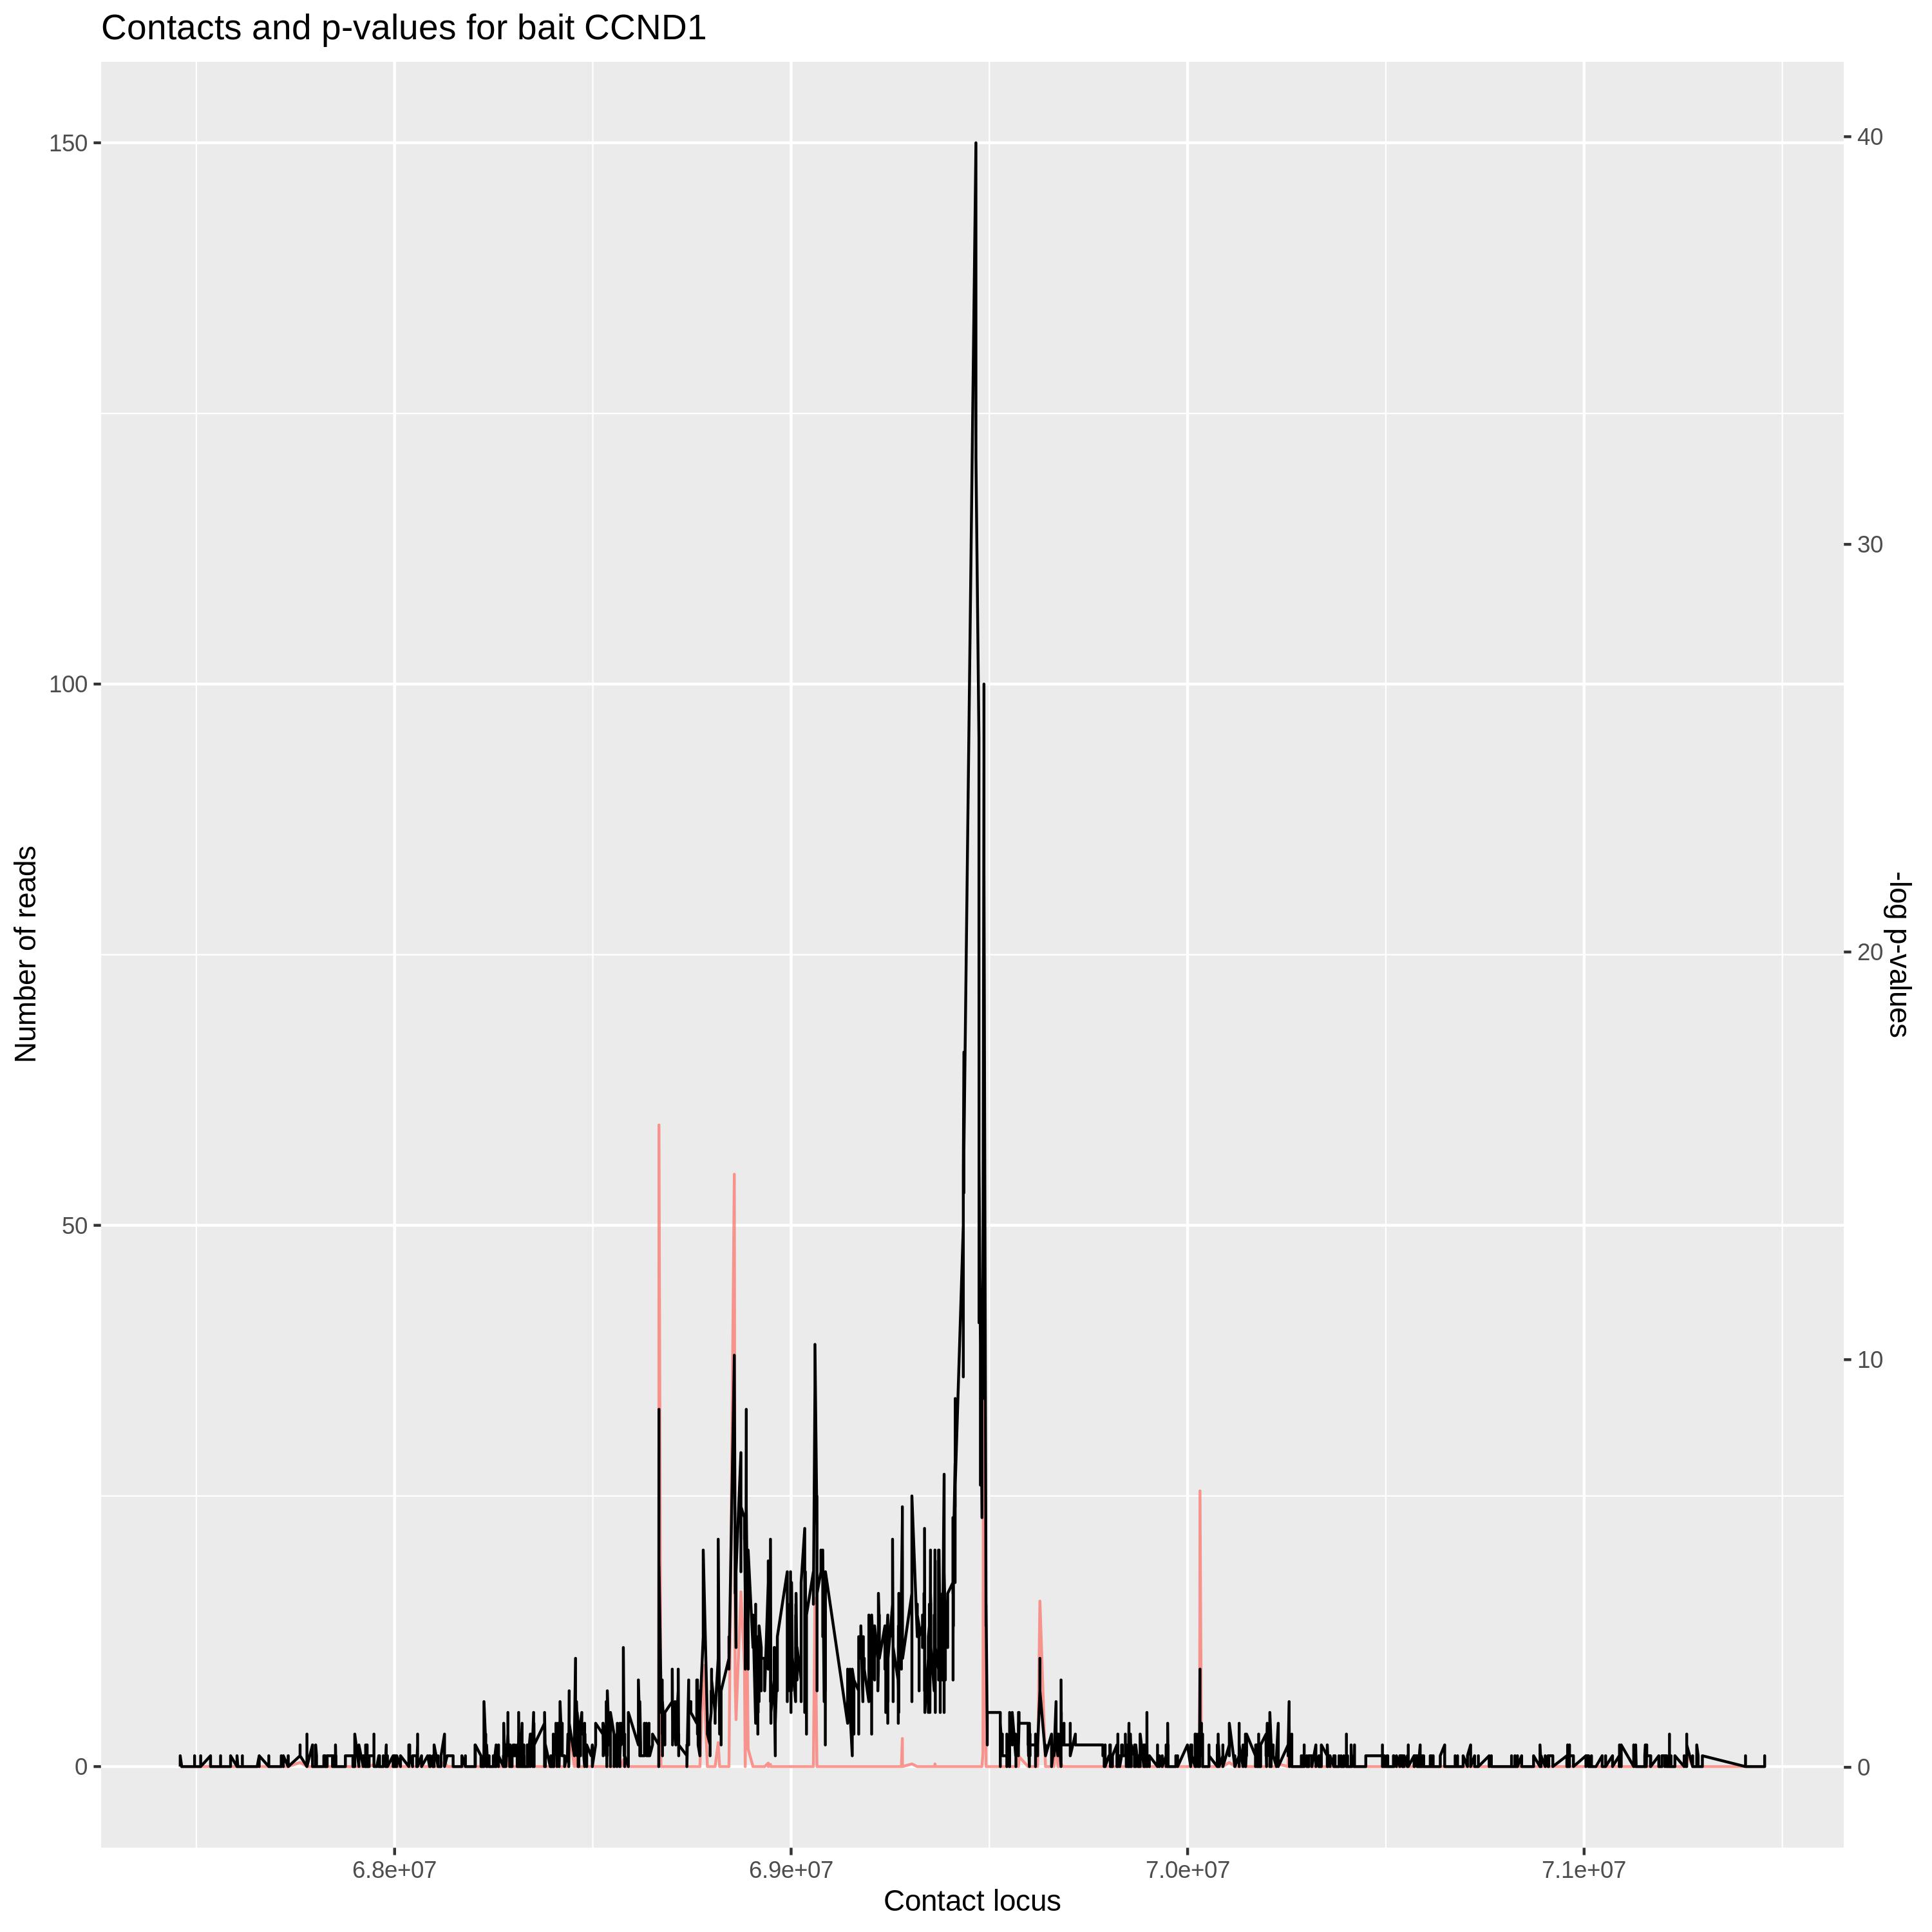 Contacts and p-values for bait CCND1
150
100
50
0
Number of reads
40
30
20
10
0
-log p-values
6.8e+07
6.9e+07
7.0e+07
7.1e+07
Contact locus